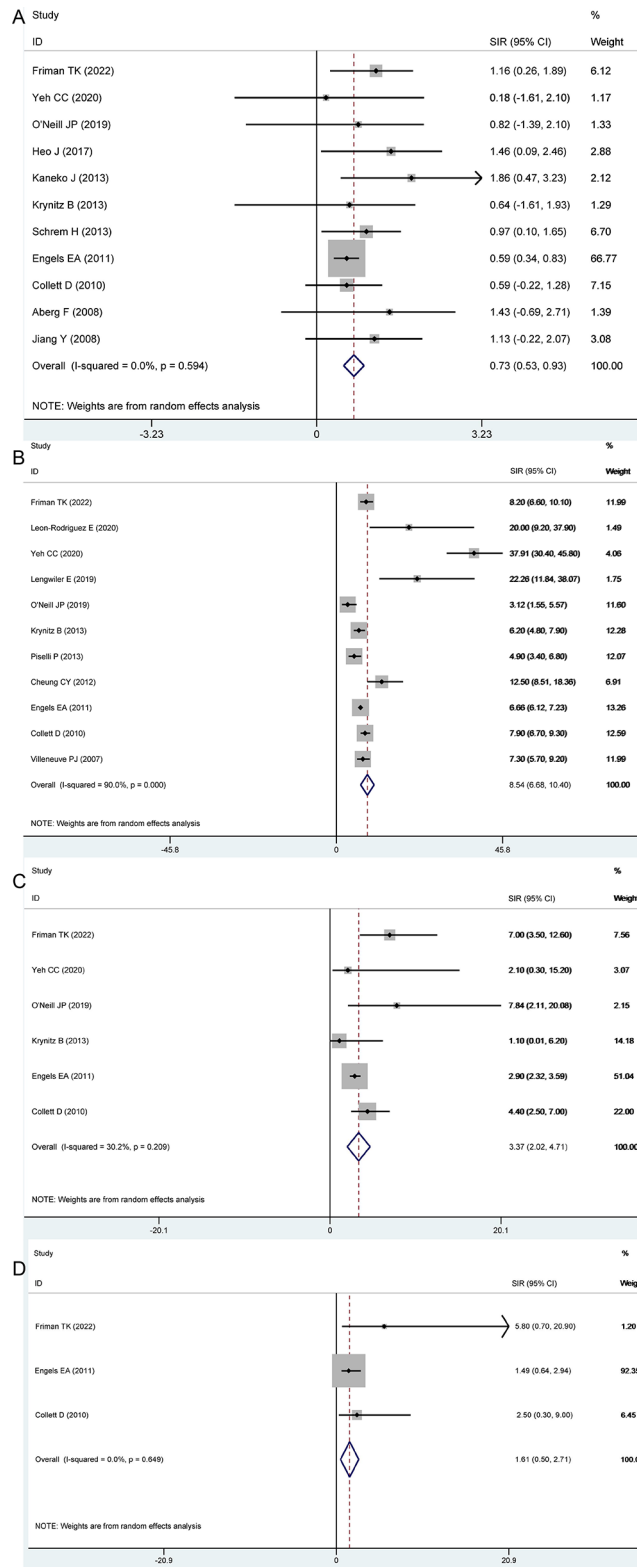 A
Study %
ID SIR (95% CI) Weight
Friman TK (2022) 1.16 (0.26, 1.89) 6.12
Yeh CC (2020) 0.18 (-1.61, 2.10) 1.17
O'Neill JP (2019) 0.82 (-1.39, 2.10) 1.33
Heo J (2017) 1.46 (0.09, 2.46) 2.88
Kaneko J (2013) 1.86 (0.47, 3.23) 2.12
Krynitz B (2013) 0.64 (-1.61, 1.93) 1.29
Schrem H (2013) 0.97 (0.10, 1.65) 6.70
Engels EA (2011) 0.59 (0.34, 0.83) 66.77
Collett D (2010) 0.59 (-0.22, 1.28) 7.15
Aberg F (2008) 1.43 (-0.69, 2.71) 1.39
Jiang Y (2008) 1.13 (-0.22, 2.07) 3.08
Overall (I-squared = 0.0%, p = 0.594) 0.73 (0.53, 0.93) 100.00
NOTE: Weights are from random effects analysis
-3.23 0 3.23
B
Study %
ID SIR (95% CI) Weight
Friman TK (2022) 8.20 (6.60, 10.10) 11.99
Leon-Rodriguez E (2020) 20.00 (9.20, 37.90) 1.49
Yeh CC (2020) 37.91 (30.40, 45.80) 4.06
Lengwiler E (2019) 22.26 (11.84, 38.07) 1.75
O'Neill JP (2019) 3.12 (1.55, 5.57) 11.60
Krynitz B (2013) 6.20 (4.80, 7.90) 12.28
Piselli P (2013) 4.90 (3.40, 6.80) 12.07
Cheung CY (2012) 12.50 (8.51, 18.36) 6.91
Engels EA (2011) 6.66 (6.12, 7.23) 13.26
Collett D (2010) 7.90 (6.70, 9.30) 12.59
Villeneuve PJ (2007) 7.30 (5.70, 9.20) 11.99
Overall (I-squared = 90.0%, p = 0.000) 8.54 (6.68, 10.40) 100.00
NOTE: Weights are from random effects analysis
-45.8 0 45.8
C
Study %
ID SIR (95% CI) Weight
Friman TK (2022) 7.00 (3.50, 12.60) 7.56
Yeh CC (2020) 2.10 (0.30, 15.20) 3.07
O'Neill JP (2019) 7.84 (2.11, 20.08) 2.15
Krynitz B (2013) 1.10 (0.01, 6.20) 14.18
Engels EA (2011) 2.90 (2.32, 3.59) 51.04
Collett D (2010) 4.40 (2.50, 7.00) 22.00
Overall (I-squared = 30.2%, p = 0.209) 3.37 (2.02, 4.71) 100.00
NOTE: Weights are from random effects analysis
-20.1 0 20.1
D
Study %
ID SIR (95% CI) Weig
Friman TK (2022) 5.80 (0.70, 20.90) 1.20
Engels EA (2011) 1.49 (0.64, 2.94) 92.35
Collett D (2010) 2.50 (0.30, 9.00) 6.45
Overall (I-squared = 0.0%, p = 0.649) 1.61 (0.50, 2.71) 100.0
NOTE: Weights are from random effects analysis
-20.9 0 20.9